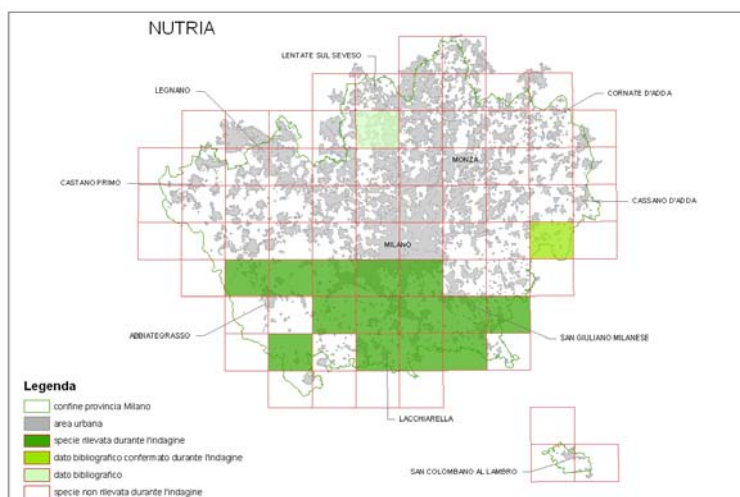 NUTRIA
LENTATE SUL SEVESO
LEGNANO
CORNATE D'ADDA
MONZA
CASTANO PRIMO
CASSANO D'ADDA
MILANO
ABBIATEGRASSO
SAN GIULIANO MILANESE
LACCHIARELLA
SAN COLOMBANO AL LAMBRO
Legenda
confine provincia Milano
area urbana
specie rilevata durante l'indagine
dato bibliografico confermato durante l'indagine
dato bibliografico
specie non rilevata durante l'indagine